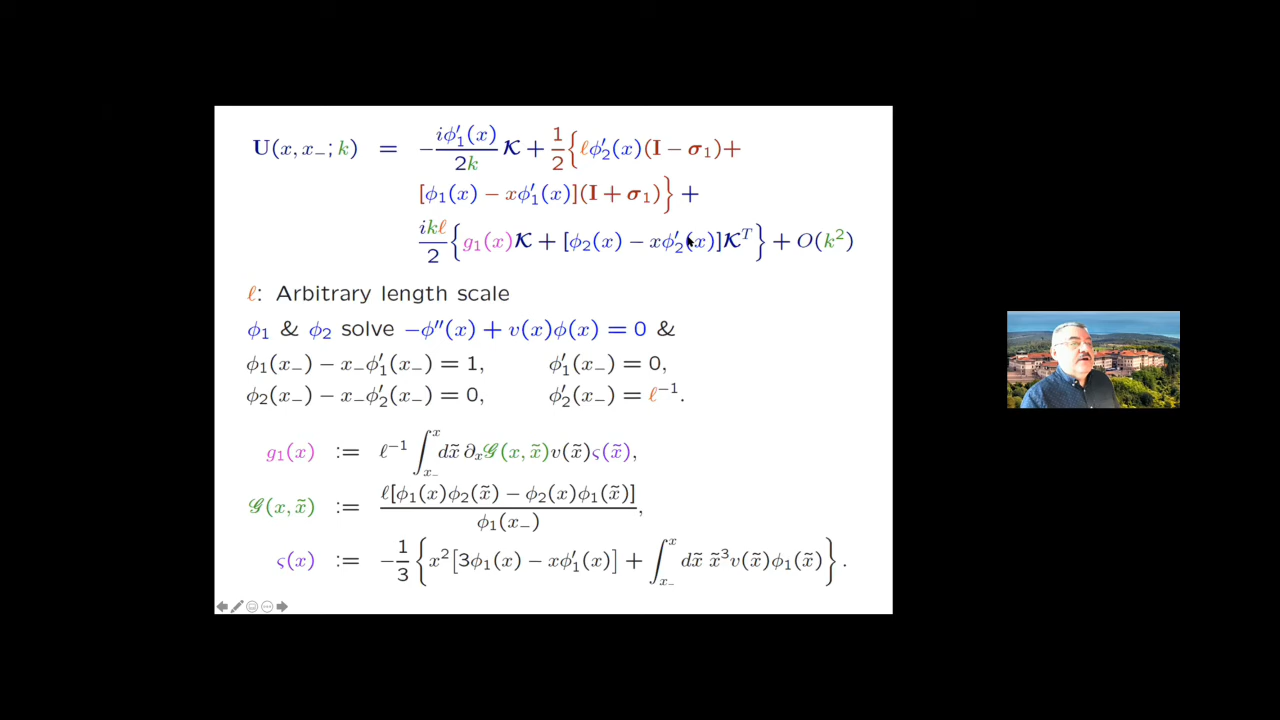 U(x, x₋; k) = −iϕ′₁(x)/2k 𝓚 + 1/2{ℓϕ′₂(x)(I − σ₁)+
[ϕ₁(x) − xϕ′₁(x)](I + σ₁)} +
ikℓ/2{g₁(x)𝓚 + [ϕ₂(x) − xϕ′₂(x)]𝓚ᵀ} + O(k²)
ℓ: Arbitrary length scale
ϕ₁ & ϕ₂ solve −ϕ″(x) + v(x)ϕ(x) = 0 &
ϕ₁(x₋) − x₋ϕ′₁(x₋) = 1, ϕ′₁(x₋) = 0,
ϕ₂(x₋) − x₋ϕ′₂(x₋) = 0, ϕ′₂(x₋) = ℓ⁻¹.
g₁(x) := ℓ⁻¹ ∫ₓ₋ˣ dx̃ ∂ₓ𝒢(x, x̃)v(x̃)ς(x̃),
𝒢(x, x̃) := ℓ[ϕ₁(x)ϕ₂(x̃) − ϕ₂(x)ϕ₁(x̃)]/ϕ₁(x₋),
ς(x) := −1/3{x²[3ϕ₁(x) − xϕ′₁(x)] + ∫ₓ₋ˣ dx̃ x̃³v(x̃)ϕ₁(x̃)}.